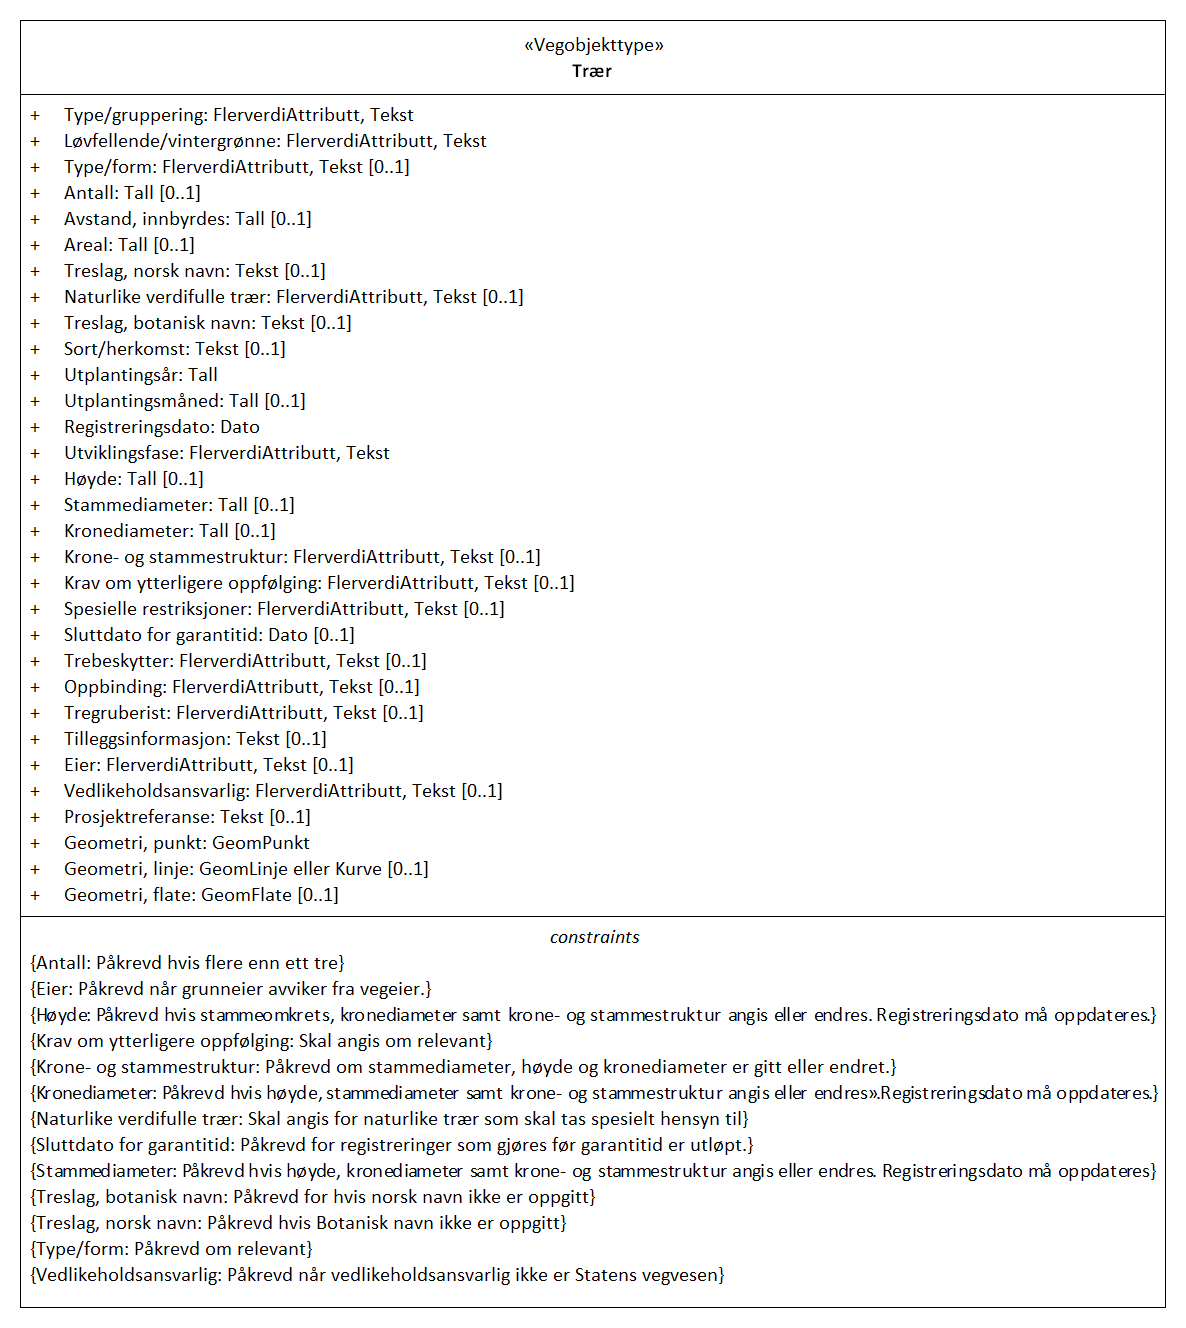 «Vegobjekttype»
Trær
+ Type/gruppering: FlerverdiAttributt, Tekst
+ Løvfellende/vintergrønne: FlerverdiAttributt, Tekst
+ Type/form: FlerverdiAttributt, Tekst [0..1]
+ Antall: Tall [0..1]
+ Avstand, innbyrdes: Tall [0..1]
+ Areal: Tall [0..1]
+ Treslag, norsk navn: Tekst [0..1]
+ Naturlike verdifulle trær: FlerverdiAttributt, Tekst [0..1]
+ Treslag, botanisk navn: Tekst [0..1]
+ Sort/herkomst: Tekst [0..1]
+ Utplantingsår: Tall
+ Utplantingsmåned: Tall [0..1]
+ Registreringsdato: Dato
+ Utviklingsfase: FlerverdiAttributt, Tekst
+ Høyde: Tall [0..1]
+ Stammediameter: Tall [0..1]
+ Kronediameter: Tall [0..1]
+ Krone- og stammestruktur: FlerverdiAttributt, Tekst [0..1]
+ Krav om ytterligere oppfølging: FlerverdiAttributt, Tekst [0..1]
+ Spesielle restriksjoner: FlerverdiAttributt, Tekst [0..1]
+ Sluttdato for garantitid: Dato [0..1]
+ Trebeskytter: FlerverdiAttributt, Tekst [0..1]
+ Oppbinding: FlerverdiAttributt, Tekst [0..1]
+ Tregruberist: FlerverdiAttributt, Tekst [0..1]
+ Tilleggsinformasjon: Tekst [0..1]
+ Eier: FlerverdiAttributt, Tekst [0..1]
+ Vedlikeholdsansvarlig: FlerverdiAttributt, Tekst [0..1]
+ Prosjektreferanse: Tekst [0..1]
+ Geometri, punkt: GeomPunkt
+ Geometri, linje: GeomLinje eller Kurve [0..1]
+ Geometri, flate: GeomFlate [0..1]
constraints
{Antall: Påkrevd hvis flere enn ett tre}
{Eier: Påkrevd når grunneier avviker fra vegeier.}
{Høyde: Påkrevd hvis stammeomkrets, kronediameter samt krone- og stammestruktur angis eller endres. Registreringsdato må oppdateres.}
{Krav om ytterligere oppfølging: Skal angis om relevant}
{Krone- og stammestruktur: Påkrevd om stammediameter, høyde og kronediameter er gitt eller endret.}
{Kronediameter: Påkrevd hvis høyde, stammediameter samt krone- og stammestruktur angis eller endres».Registreringsdato må oppdateres.}
{Naturlike verdifulle trær: Skal angis for naturlike trær som skal tas spesielt hensyn til}
{Sluttdato for garantitid: Påkrevd for registreringer som gjøres før garantitid er utløpt.}
{Stammediameter: Påkrevd hvis høyde, kronediameter samt krone- og stammestruktur angis eller endres. Registreringsdato må oppdateres}
{Treslag, botanisk navn: Påkrevd for hvis norsk navn ikke er oppgitt}
{Treslag, norsk navn: Påkrevd hvis Botanisk navn ikke er oppgitt}
{Type/form: Påkrevd om relevant}
{Vedlikeholdsansvarlig: Påkrevd når vedlikeholdsansvarlig ikke er Statens vegvesen}